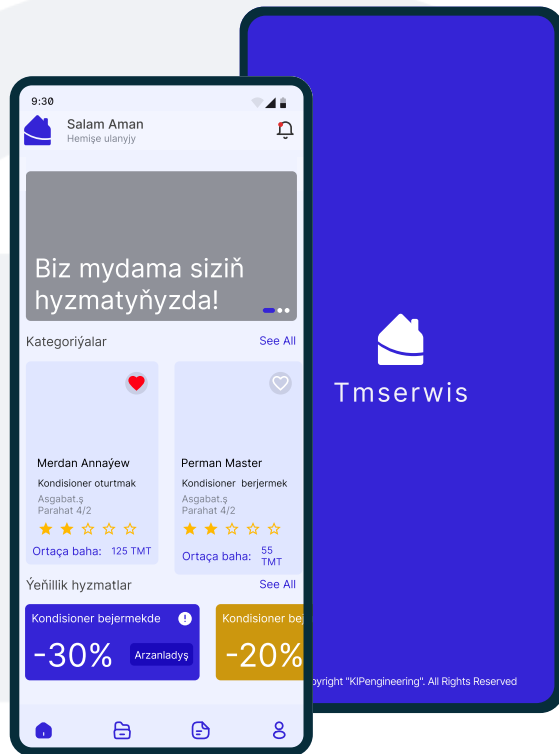 9:30
Salam Aman
Hemişe ulanyjy
Biz mydama siziň
hyzmatyňyzda!
Kategoriýalar
See All
Merdan Annaýew
Kondisioner oturtmak
Asgabat.ş
Parahat 4/2
Ortaça baha: 125 TMT
Perman Master
Kondisioner berjermek
Asgabat.ş
Parahat 4/2
Ortaça baha: 55
TMT
Ýeňillik hyzmatlar
See All
Kondisioner bejermekde
-30%
Arzanladyş
Kondisioner
-20%
Tmserwis
"KIPengineering". All Rights Reserved